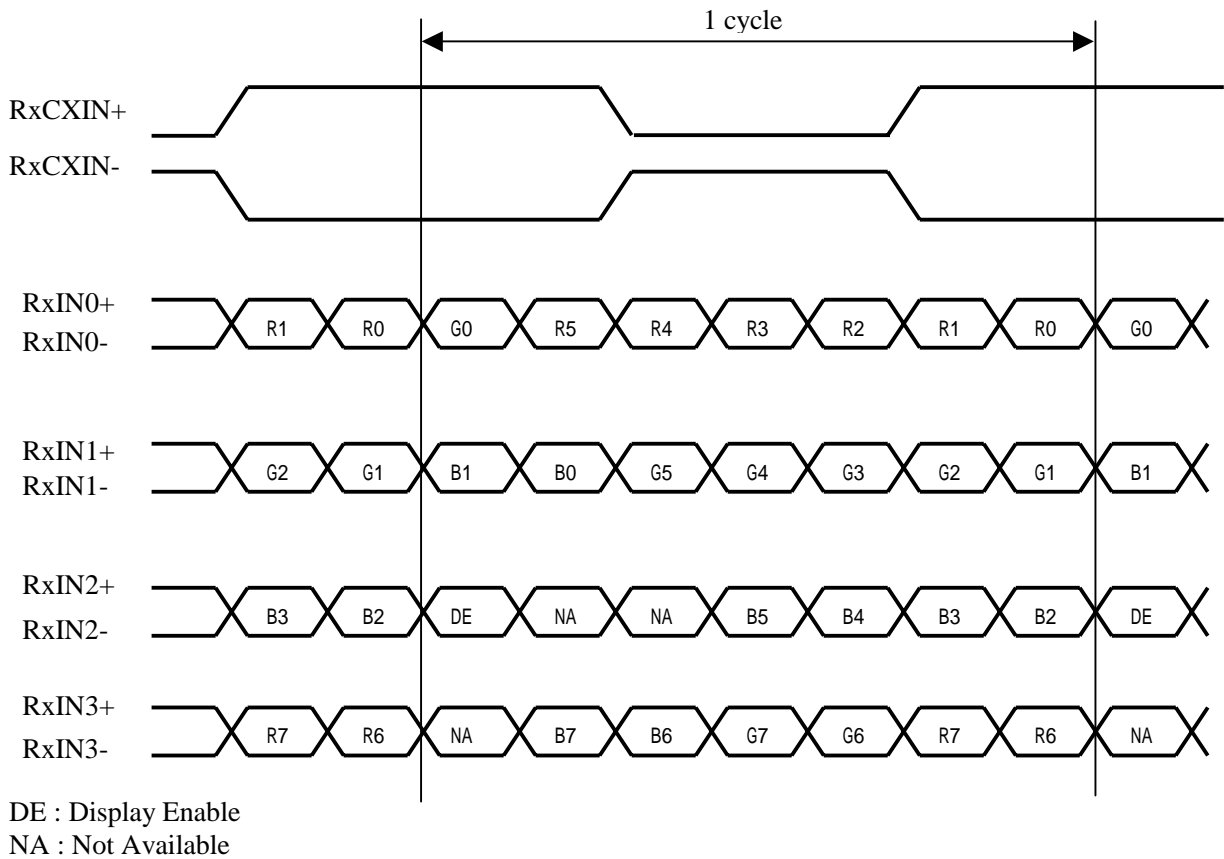 1 cycle
RxCXIN+
RxCXIN-
RxIN0+
RxIN0-
R1 R0 G0 R5 R4 R3 R2 R1 R0 G0
RxIN1+
RxIN1-
G2 G1 B1 B0 G5 G4 G3 G2 G1 B1
RxIN2+
RxIN2-
B3 B2 DE NA NA B5 B4 B3 B2 DE
RxIN3+
RxIN3-
R7 R6 NA B7 B6 G7 G6 R7 R6 NA
DE : Display Enable
NA : Not Available